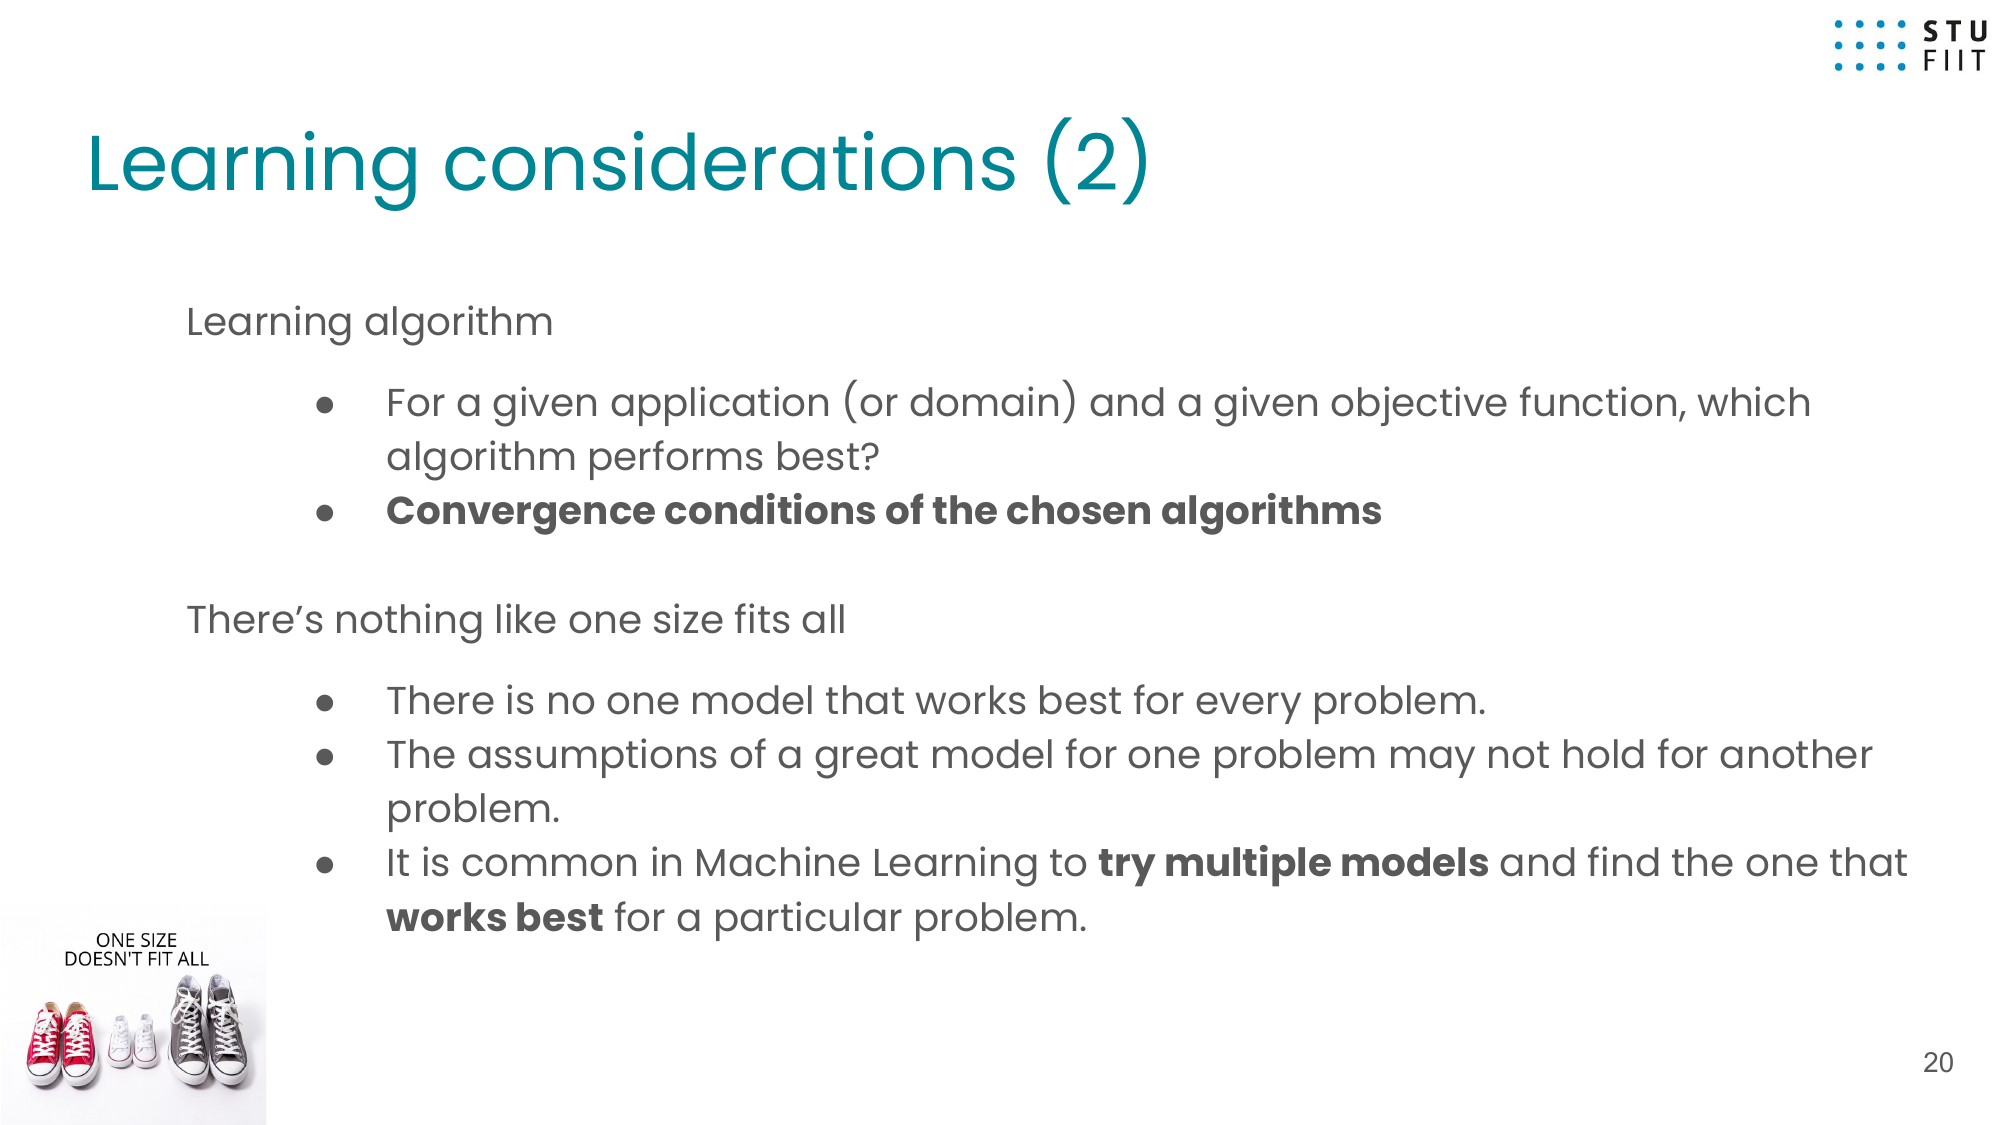 STU
FIIT
Learning considerations (2)
Learning algorithm
● For a given application (or domain) and a given objective function, which
algorithm performs best?
● Convergence conditions of the chosen algorithms
There’s nothing like one size fits all
● There is no one model that works best for every problem.
● The assumptions of a great model for one problem may not hold for another
problem.
● It is common in Machine Learning to try multiple models and find the one that
works best for a particular problem.
ONE SIZE
DOESN'T FIT ALL
20